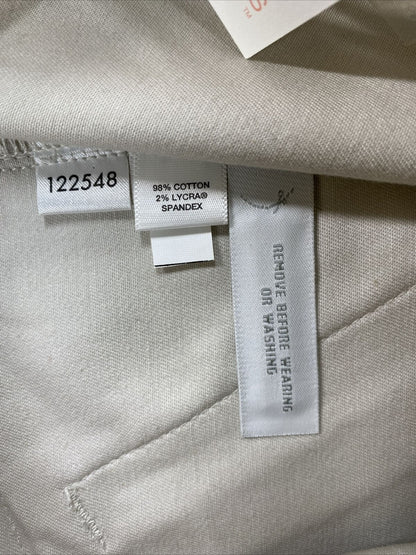 122548
98% COTTON
2% LYCRA®
SPANDEX
REMOVE BEFORE WEARING
OR WASHING